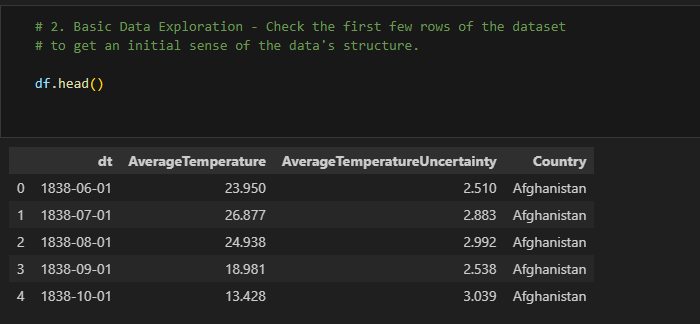 # 2. Basic Data Exploration - Check the first few rows of the dataset
# to get an initial sense of the data's structure.
df.head()
dt AverageTemperature AverageTemperatureUncertainty Country
0 1838-06-01 23.950 2.510 Afghanistan
1 1838-07-01 26.877 2.883 Afghanistan
2 1838-08-01 24.938 2.992 Afghanistan
3 1838-09-01 18.981 2.538 Afghanistan
4 1838-10-01 13.428 3.039 Afghanistan